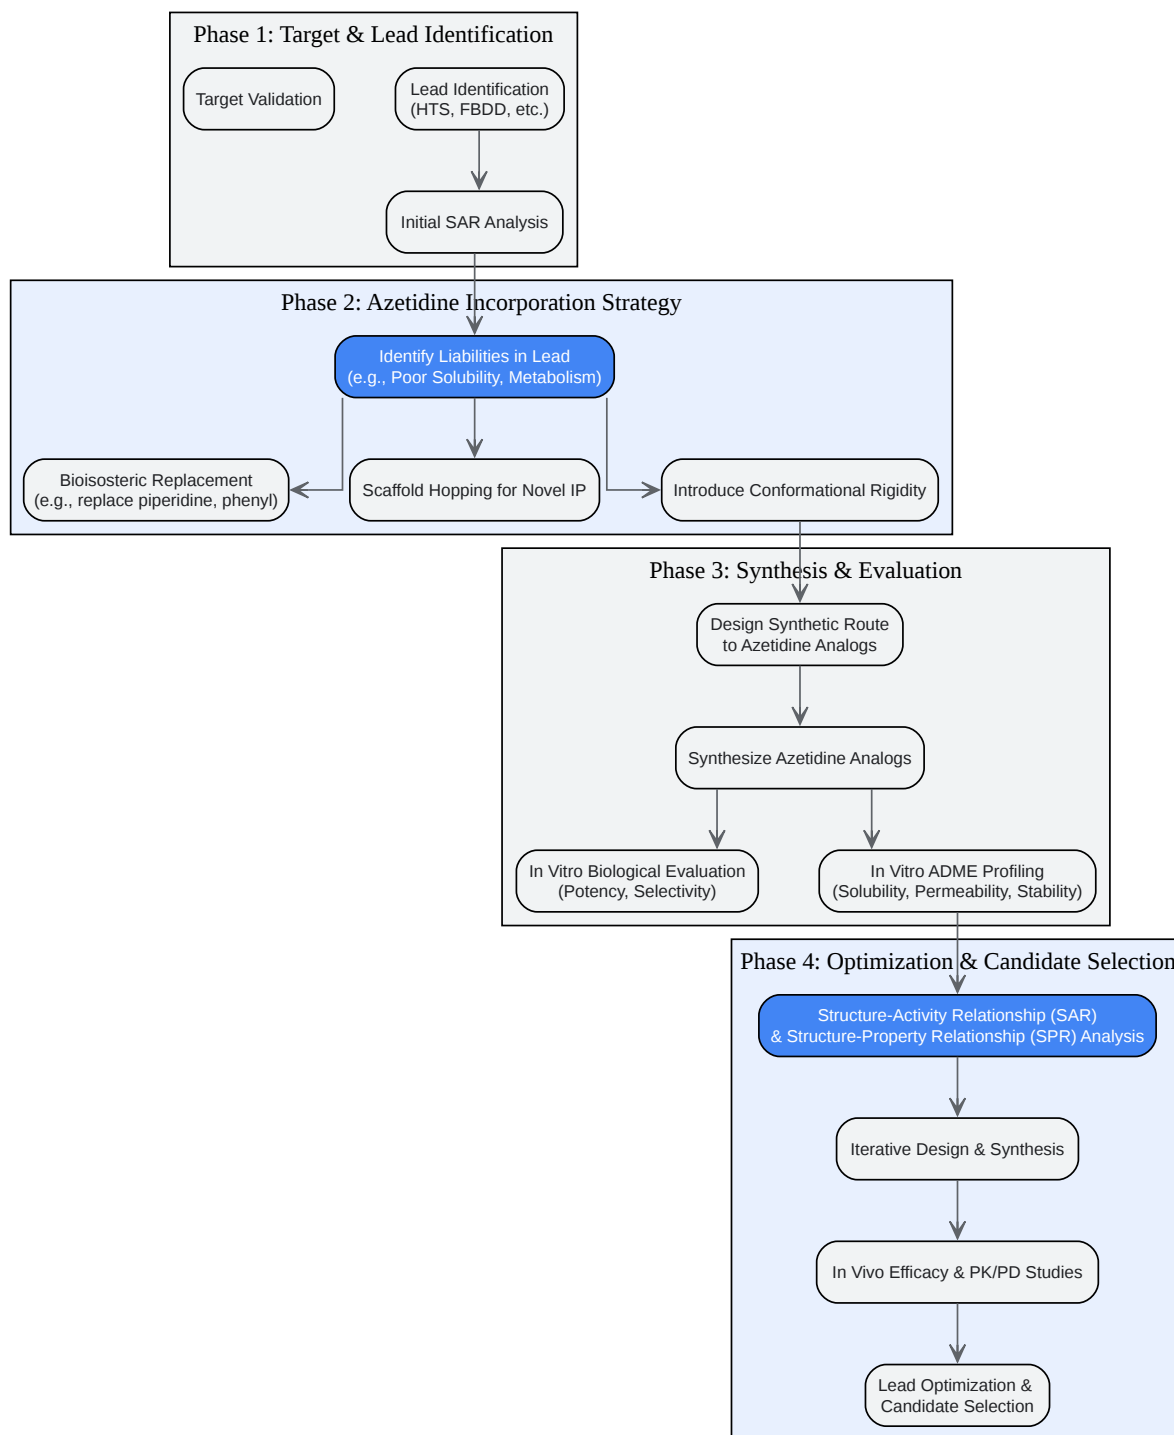 Phase 1: Target & Lead Identification
Target Validation
Lead Identification
(HTS, FBDD, etc.)
Initial SAR Analysis
Phase 2: Azetidine Incorporation Strategy
Identify Liabilities in Lead
(e.g., Poor Solubility, Metabolism)
Bioisosteric Replacement
(e.g., replace piperidine, phenyl)
Scaffold Hopping for Novel IP
Introduce Conformational Rigidity
Phase 3: Synthesis & Evaluation
Design Synthetic Route
to Azetidine Analogs
Synthesize Azetidine Analogs
In Vitro Biological Evaluation
(Potency, Selectivity)
In Vitro ADME Profiling
(Solubility, Permeability, Stability)
Phase 4: Optimization & Candidate Selection
Structure-Activity Relationship (SAR)
& Structure-Property Relationship (SPR) Analysis
Iterative Design & Synthesis
In Vivo Efficacy & PK/PD Studies
Lead Optimization &
Candidate Selection